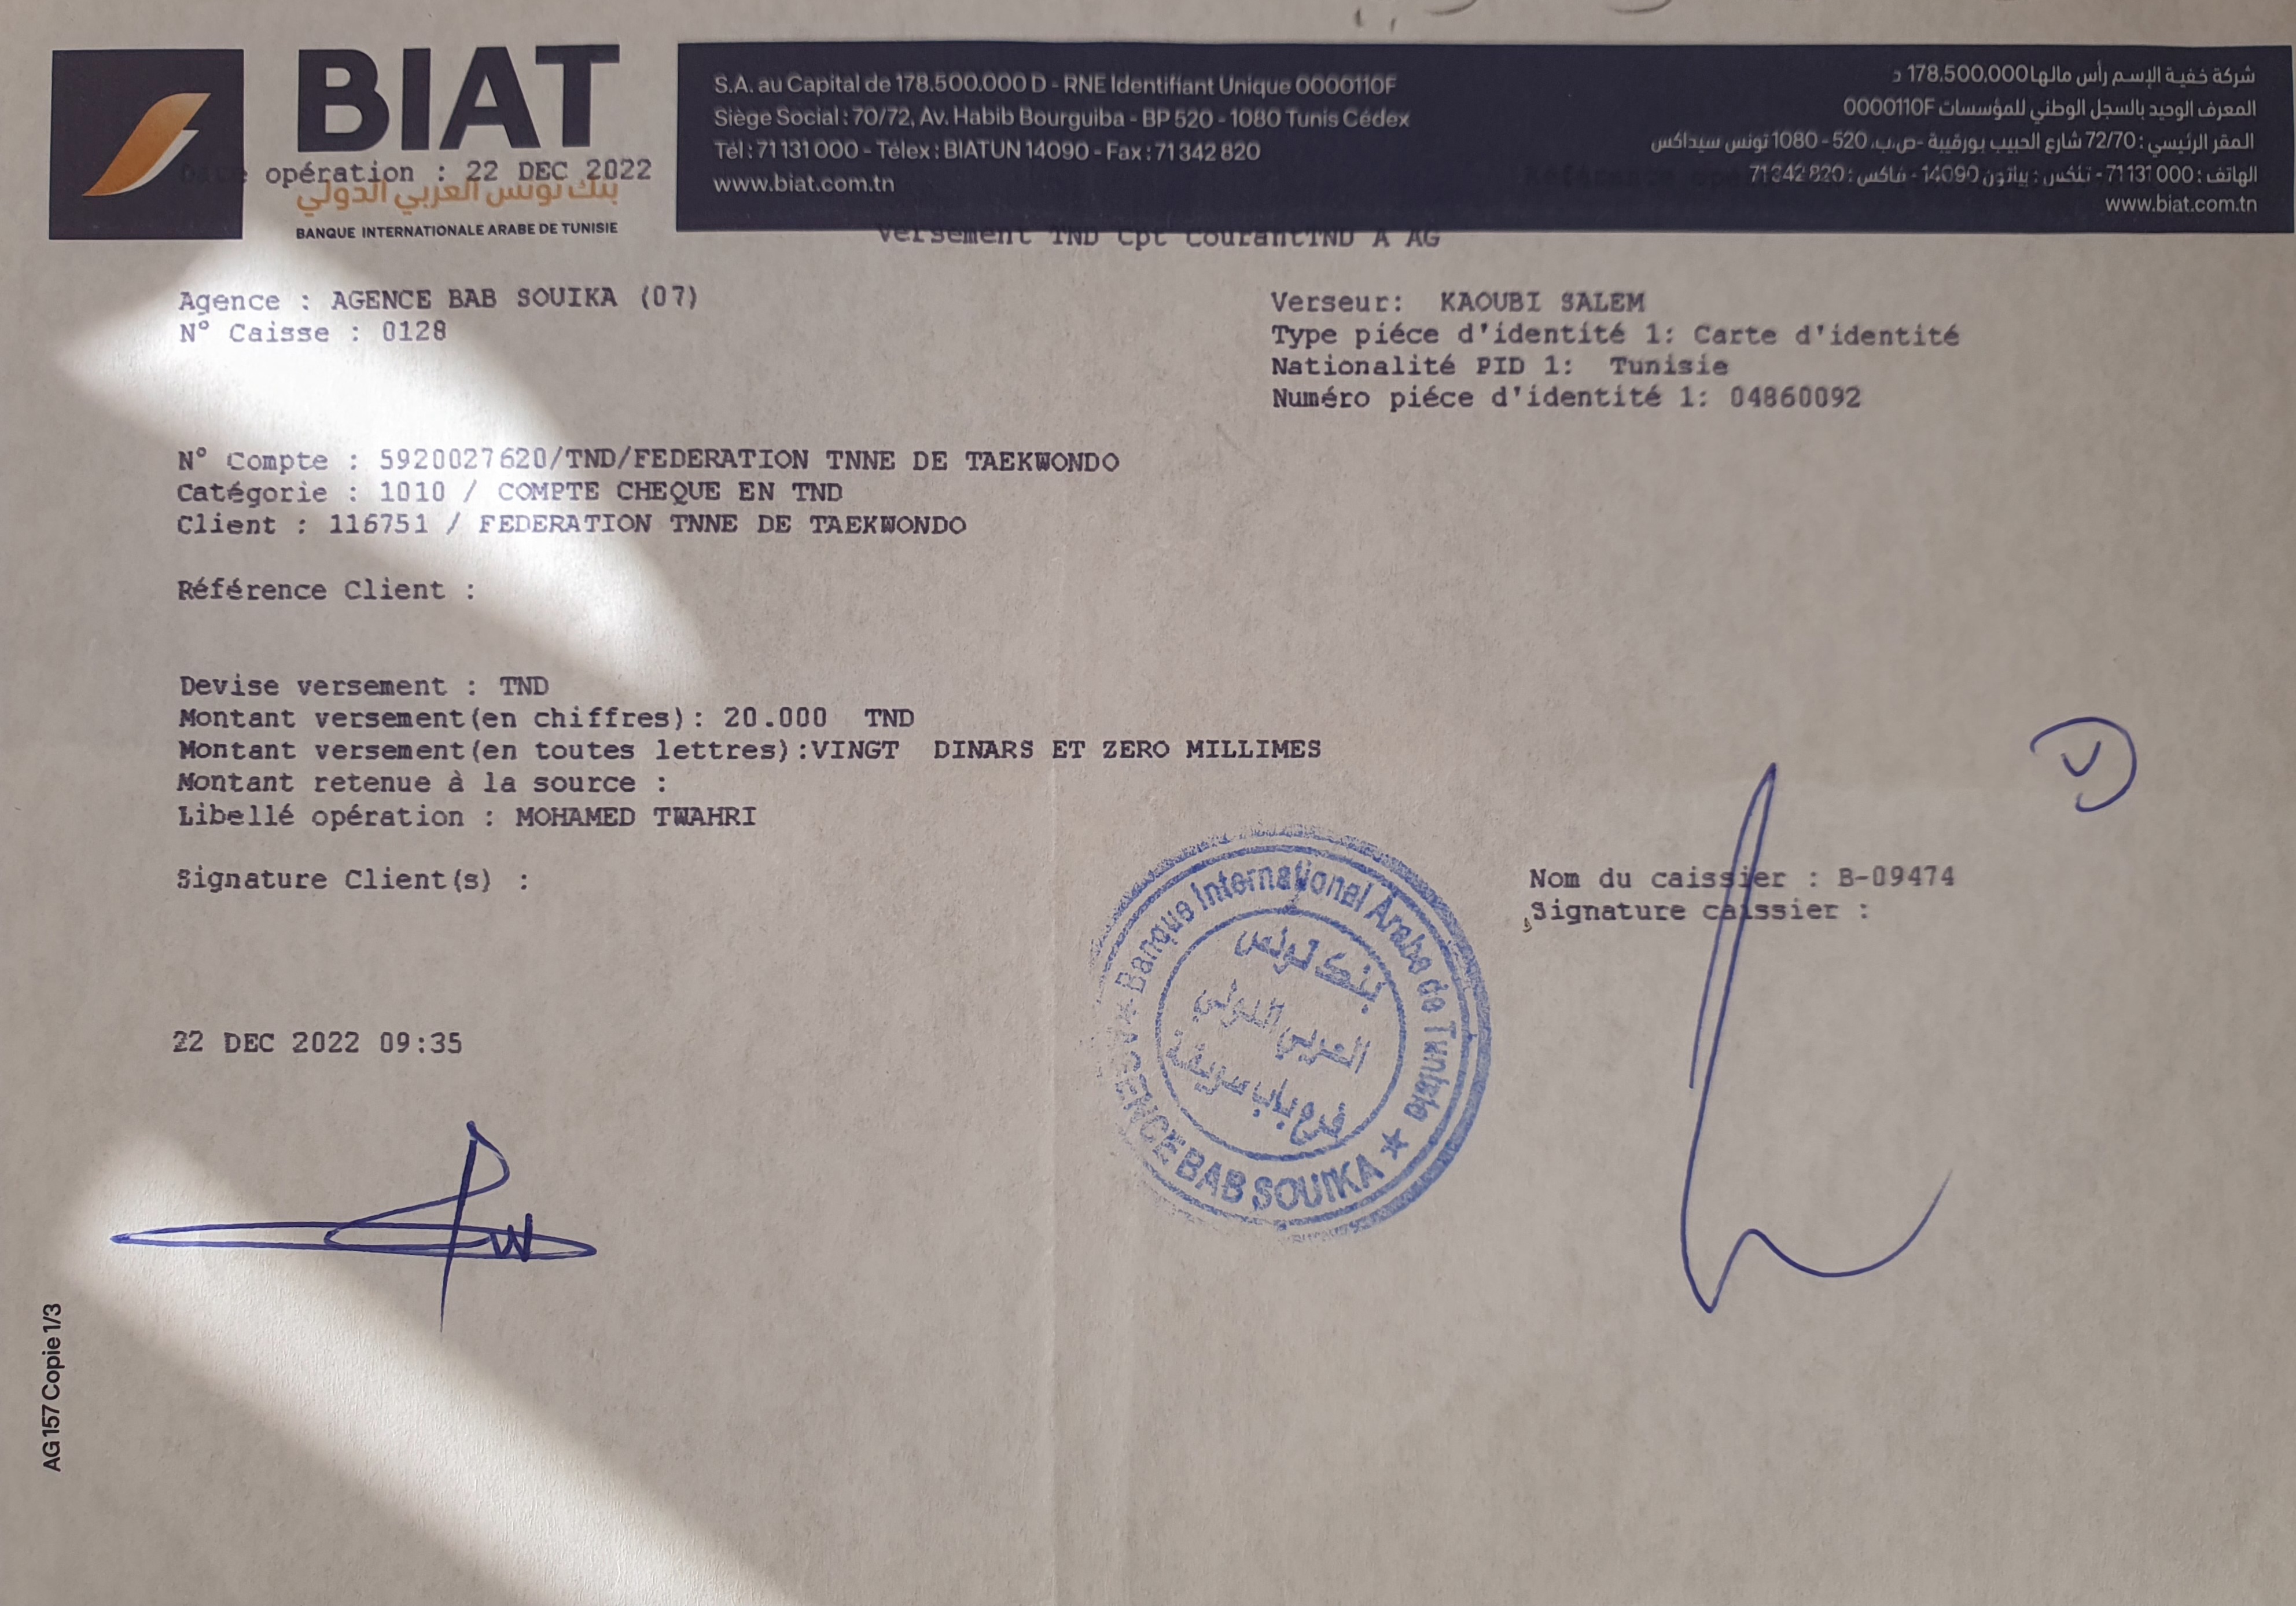 BIAT
بنك تونس العربي الدولي
BANQUE INTERNATIONALE ARABE DE TUNISIE
S.A. au Capital de 178.500.000 D - RNE Identifiant Unique 0000110F
Siège Social : 70/72, Av. Habib Bourguiba - BP 520 - 1080 Tunis Cédex
Tél : 71 131 000 - Télex : BIATUN 14090 - Fax : 71 342 820
www.biat.com.tn
شركة خفية الإسم رأس مالها 178.500.000 د
المعرف الوحيد بالسجل الوطني للمؤسسات 0000110F
المقر الرئيسي : 72/70 شارع الحبيب بورقيبة -ص.ب. 520 - 1080 تونس سيداكس
الهاتف : 71 131 000 - تلكس : بياتون 14090 - فاكس : 71 342 820
www.biat.com.tn
Date opération : 22 DEC 2022
Versement TND Cpt CourantTND A AG
Agence : AGENCE BAB SOUIKA (07)
N° Caisse : 0128
Verseur: KAOUBI SALEM
Type piéce d'identité 1: Carte d'identité
Nationalité PID 1: Tunisie
Numéro piéce d'identité 1: 04860092
N° Compte : 5920027620/TND/FEDERATION TNNE DE TAEKWONDO
Catégorie : 1010 / COMPTE CHEQUE EN TND
Client : 116751 / FEDERATION TNNE DE TAEKWONDO
Référence Client :
Devise versement : TND
Montant versement(en chiffres): 20.000 TND
Montant versement(en toutes lettres):VINGT DINARS ET ZERO MILLIMES
Montant retenue à la source :
Libellé opération : MOHAMED TWAHRI
Signature Client(s) :
Nom du caissier : B-09474
Signature caissier :
Banque International Arabe de Tunisie
بنك تونس
العربي الدولي
فرع باب سويقة
AGENCE BAB SOUIKA
22 DEC 2022 09:35
AG 157 Copie 1/3